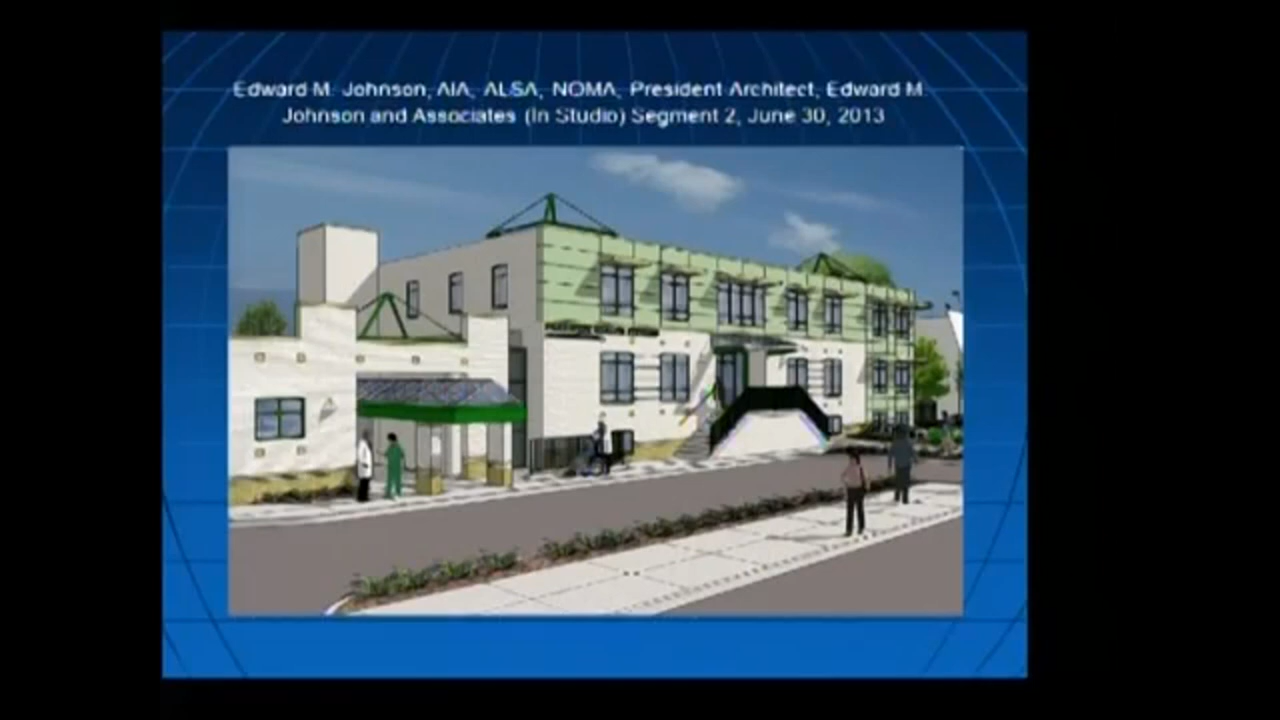 Edward M. Johnson, AIA, ALSA, NOMA, President Architect, Edward M.
Johnson and Associates (In Studio) Segment 2, June 30, 2013